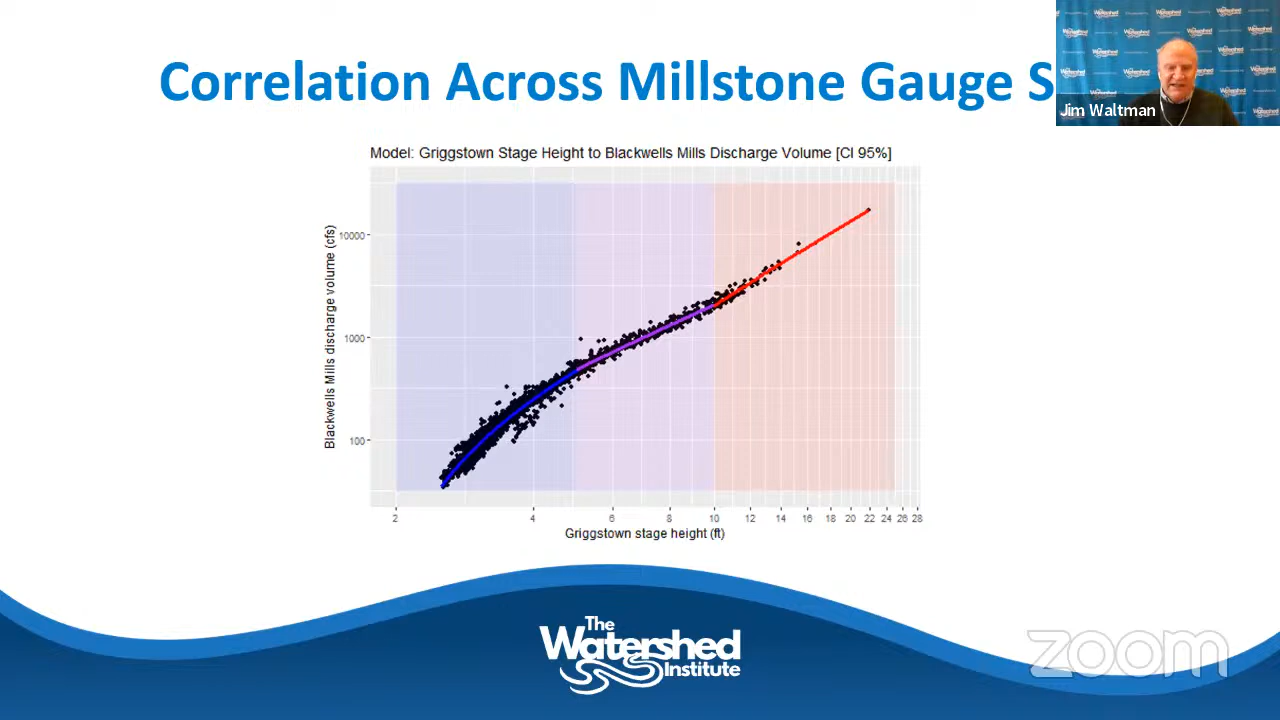 Correlation Across Millstone Gauge S
Jim Waltman
Model: Griggstown Stage Height to Blackwells Mills Discharge Volume [CI 95%]
Blackwells Mills discharge volume (cfs)
10000
1000
100
2 4 6 8 10 12 14 16 18 20 22 24 26 28
Griggstown stage height (ft)
The
Watershed
Institute
zoom